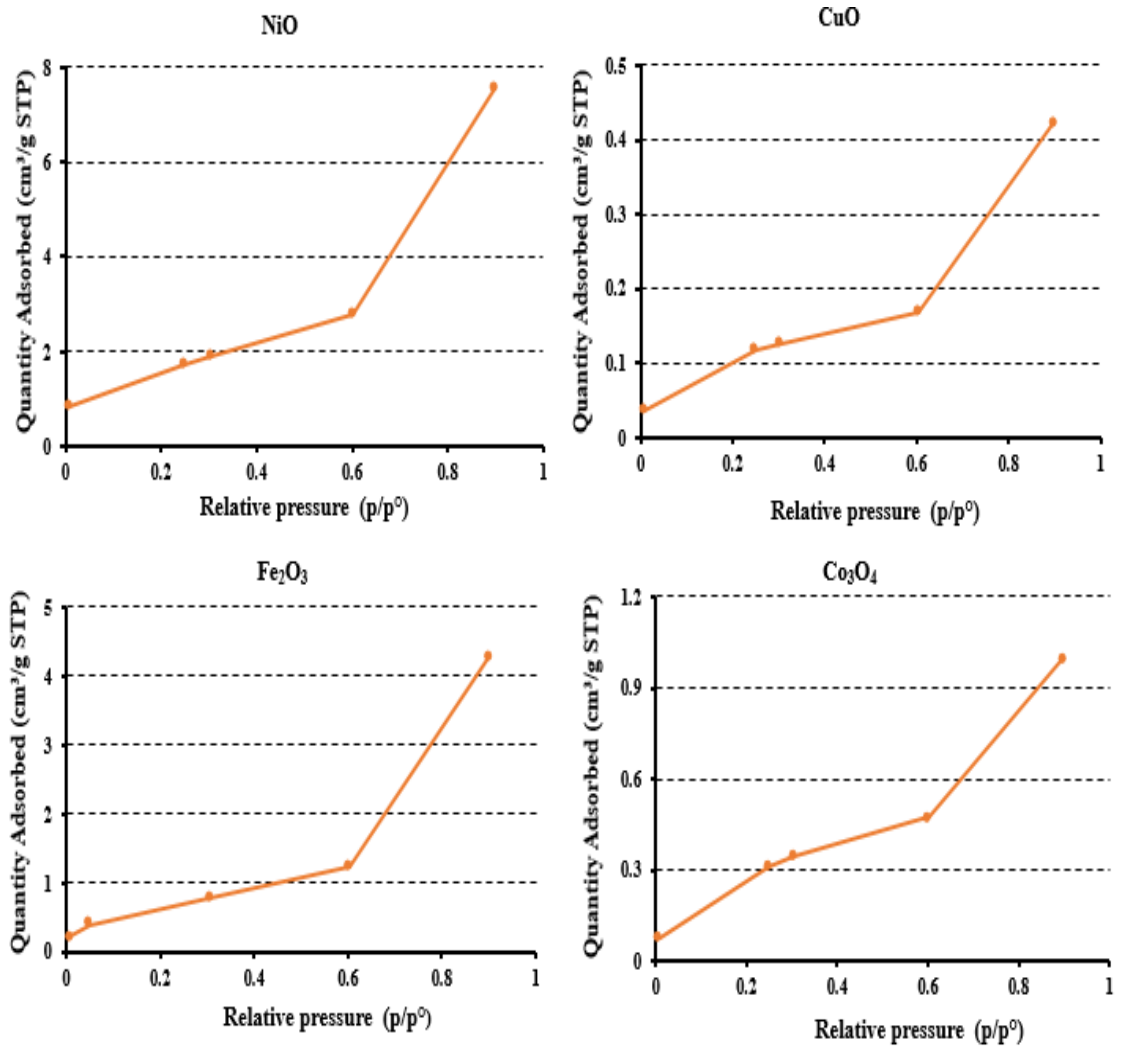 NiO
Quantity Adsorbed (cm³/g STP)
8
6
4
2
0
0 0.2 0.4 0.6 0.8 1
Relative pressure (p/p°)
CuO
Quantity Adsorbed (cm³/g STP)
0.5
0.4
0.3
0.2
0.1
0
0 0.2 0.4 0.6 0.8 1
Relative pressure (p/p°)
Fe₂O₃
Quantity Adsorbed (cm³/g STP)
5
4
3
2
1
0
0 0.2 0.4 0.6 0.8 1
Relative pressure (p/p°)
Co₃O₄
Quantity Adsorbed (cm³/g STP)
1.2
0.9
0.6
0.3
0
0 0.2 0.4 0.6 0.8 1
Relative pressure (p/p°)